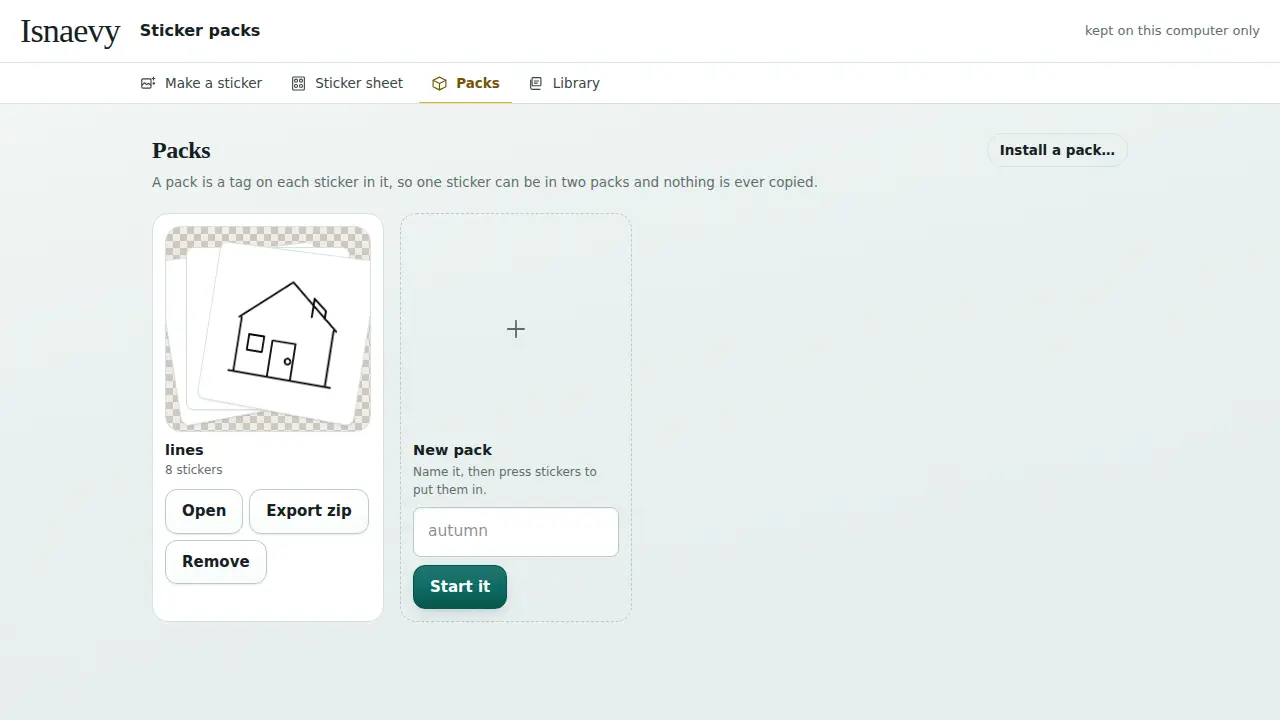 Isnaevy
Sticker packs
kept on this computer only
Make a sticker
Sticker sheet
Packs
Library
Packs
Install a pack...
A pack is a tag on each sticker in it, so one sticker can be in two packs and nothing is ever copied.
lines
8 stickers
Open
Export zip
Remove
New pack
Name it, then press stickers to
put them in.
autumn
Start it